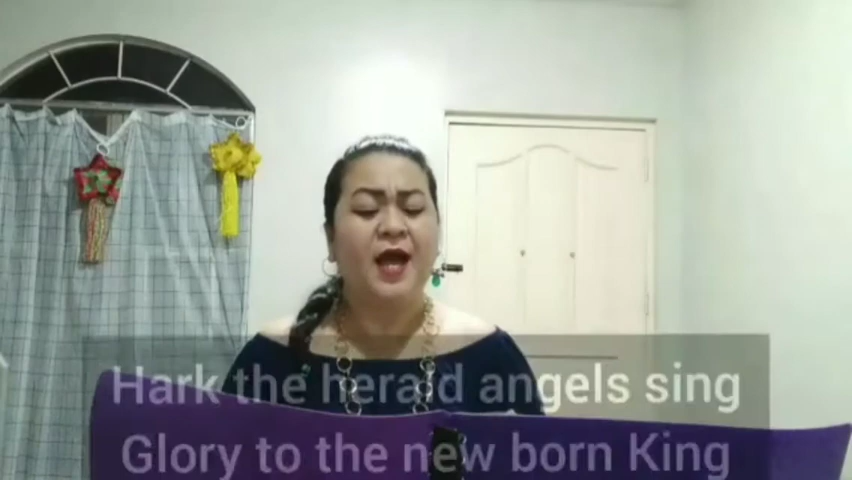 Hark the herald angels sing
Glory to the new born King